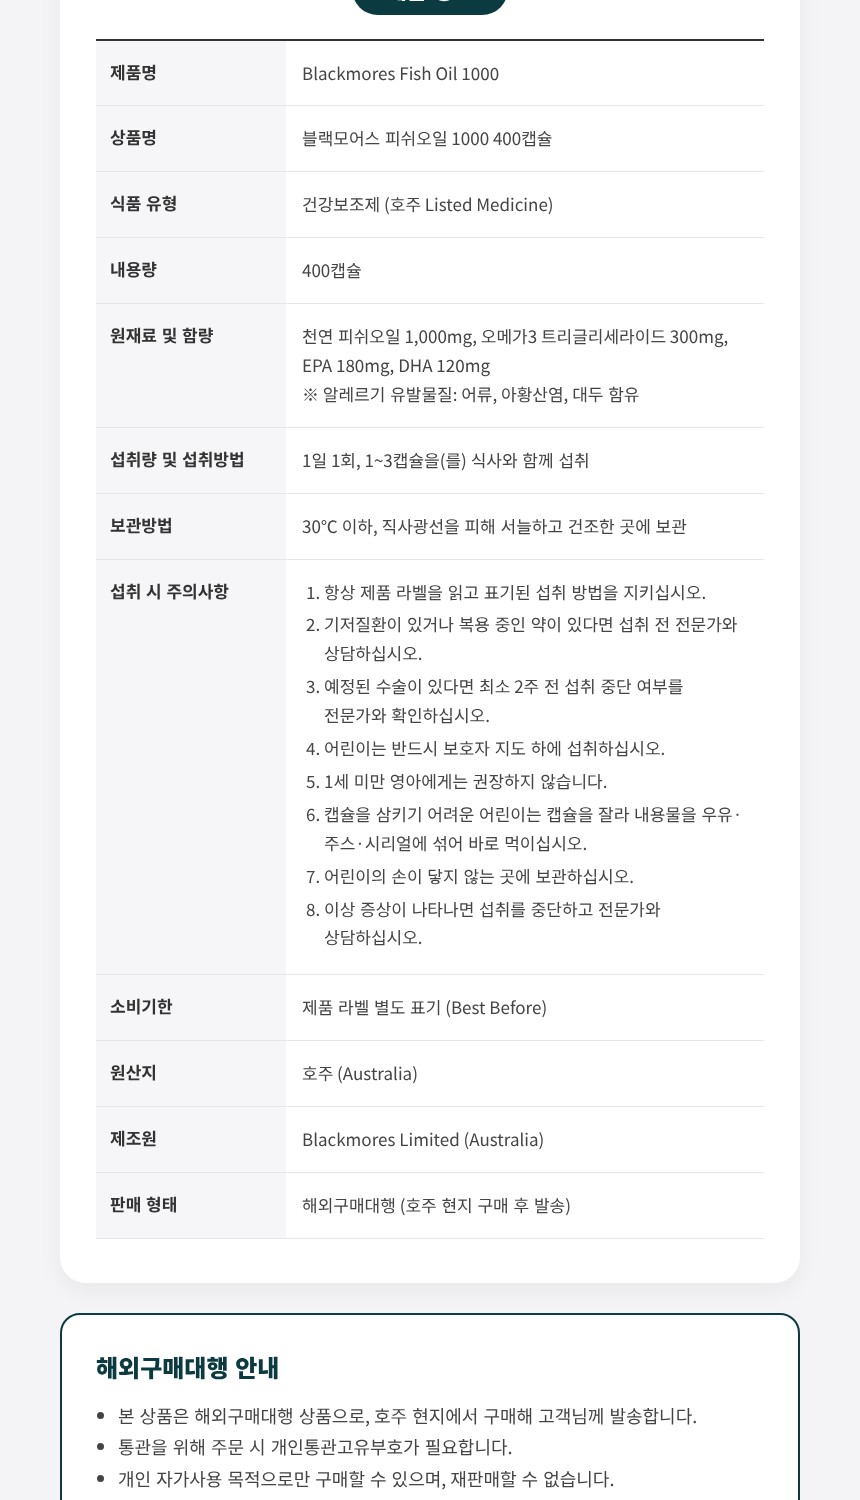 제품명
Blackmores Fish Oil 1000
상품명
블랙모어스 피쉬오일 1000 400캡슐
식품 유형
건강보조제 (호주 Listed Medicine)
내용량
400캡슐
원재료 및 함량
천연 피쉬오일 1,000mg, 오메가3 트리글리세라이드 300mg,
EPA 180mg, DHA 120mg
※ 알레르기 유발물질: 어류, 아황산염, 대두 함유
섭취량 및 섭취방법
1일 1회, 1~3캡슐을(를) 식사와 함께 섭취
보관방법
30°C 이하, 직사광선을 피해 서늘하고 건조한 곳에 보관
섭취 시 주의사항
1. 항상 제품 라벨을 읽고 표기된 섭취 방법을 지키십시오.
2. 기저질환이 있거나 복용 중인 약이 있다면 섭취 전 전문가와
상담하십시오.
3. 예정된 수술이 있다면 최소 2주 전 섭취 중단 여부를
전문가와 확인하십시오.
4. 어린이는 반드시 보호자 지도 하에 섭취하십시오.
5. 1세 미만 영아에게는 권장하지 않습니다.
6. 캡슐을 삼키기 어려운 어린이는 캡슐을 잘라 내용물을 우유·
주스·시리얼에 섞어 바로 먹이십시오.
7. 어린이의 손이 닿지 않는 곳에 보관하십시오.
8. 이상 증상이 나타나면 섭취를 중단하고 전문가와
상담하십시오.
소비기한
제품 라벨 별도 표기 (Best Before)
원산지
호주 (Australia)
제조원
Blackmores Limited (Australia)
판매 형태
해외구매대행 (호주 현지 구매 후 발송)
해외구매대행 안내
• 본 상품은 해외구매대행 상품으로, 호주 현지에서 구매해 고객님께 발송합니다.
• 통관을 위해 주문 시 개인통관고유부호가 필요합니다.
• 개인 자가사용 목적으로만 구매할 수 있으며, 재판매할 수 없습니다.